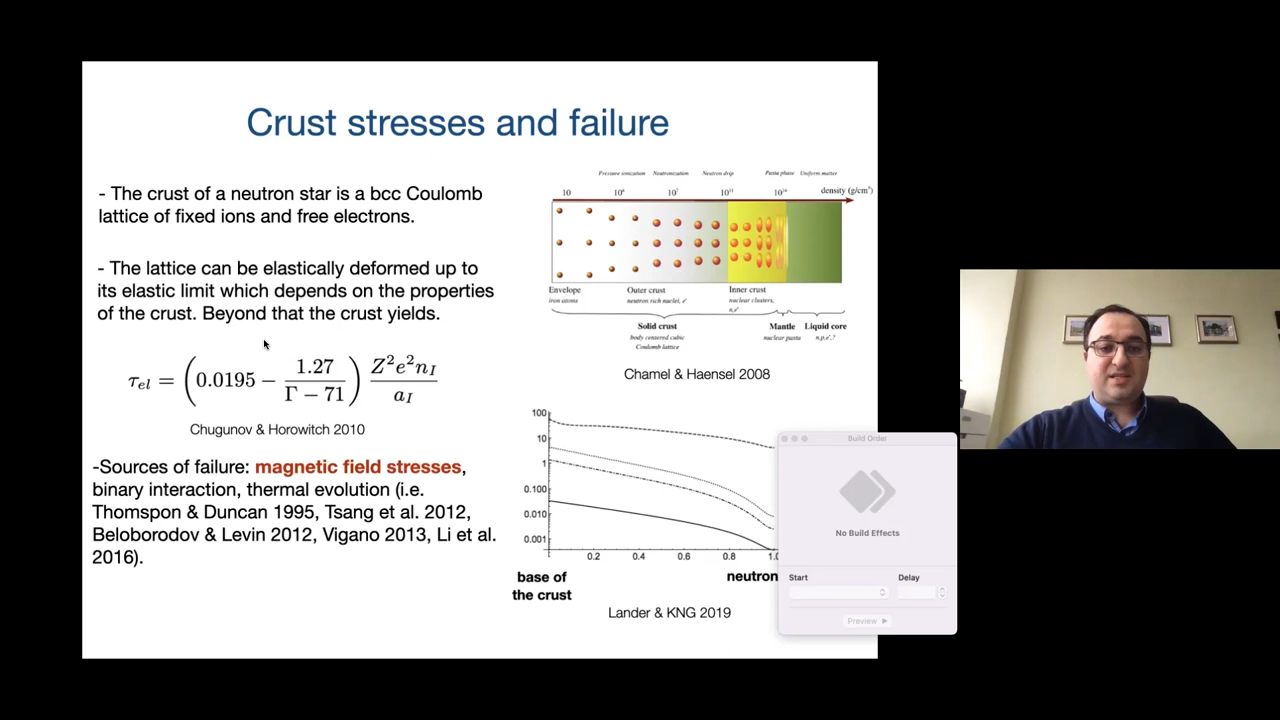 Crust stresses and failure
- The crust of a neutron star is a bcc Coulomb
lattice of fixed ions and free electrons.
- The lattice can be elastically deformed up to
its elastic limit which depends on the properties
of the crust. Beyond that the crust yields.
τel = (0.0195 − 1.27 / Γ − 71) Z²e²nI / aI
Chugunov & Horowitch 2010
-Sources of failure: magnetic field stresses,
binary interaction, thermal evolution (i.e.
Thomspon & Duncan 1995, Tsang et al. 2012,
Beloborodov & Levin 2012, Vigano 2013, Li et al.
2016).
Pressure ionization Neutronization Neutron drip Pasta phase Uniform matter
10 10⁴ 10⁷ 10¹¹ 10¹⁴ density (g/cm³)
Envelope Outer crust Inner crust
iron atoms neutron rich nuclei, e⁻ nuclear clusters,
n,e⁻
Solid crust Mantle Liquid core
body centered cubic nuclear pasta n,p,e⁻,?
Coulomb lattice
Chamel & Haensel 2008
100
10
1
0.100
0.010
0.001
0.2 0.4 0.6 0.8 1.0
base of neutron
the crust
Lander & KNG 2019
Build Order
No Build Effects
Start Delay
Preview